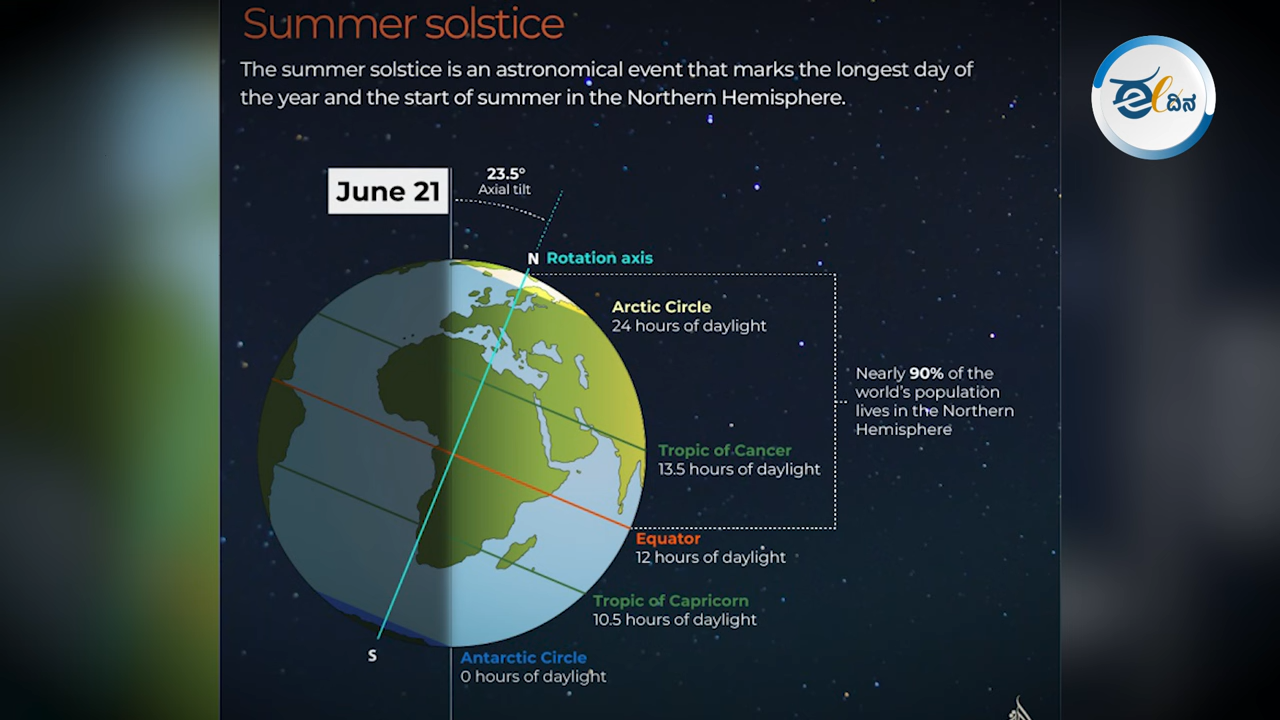 Summer solstice
The summer solstice is an astronomical event that marks the longest day of
the year and the start of summer in the Northern Hemisphere.
ಈದಿನ
June 21
23.5°
Axial tilt
N Rotation axis
Arctic Circle
24 hours of daylight
Nearly 90% of the
world's population
lives in the Northern
Hemisphere
Tropic of Cancer
13.5 hours of daylight
Equator
12 hours of daylight
Tropic of Capricorn
10.5 hours of daylight
S
Antarctic Circle
0 hours of daylight